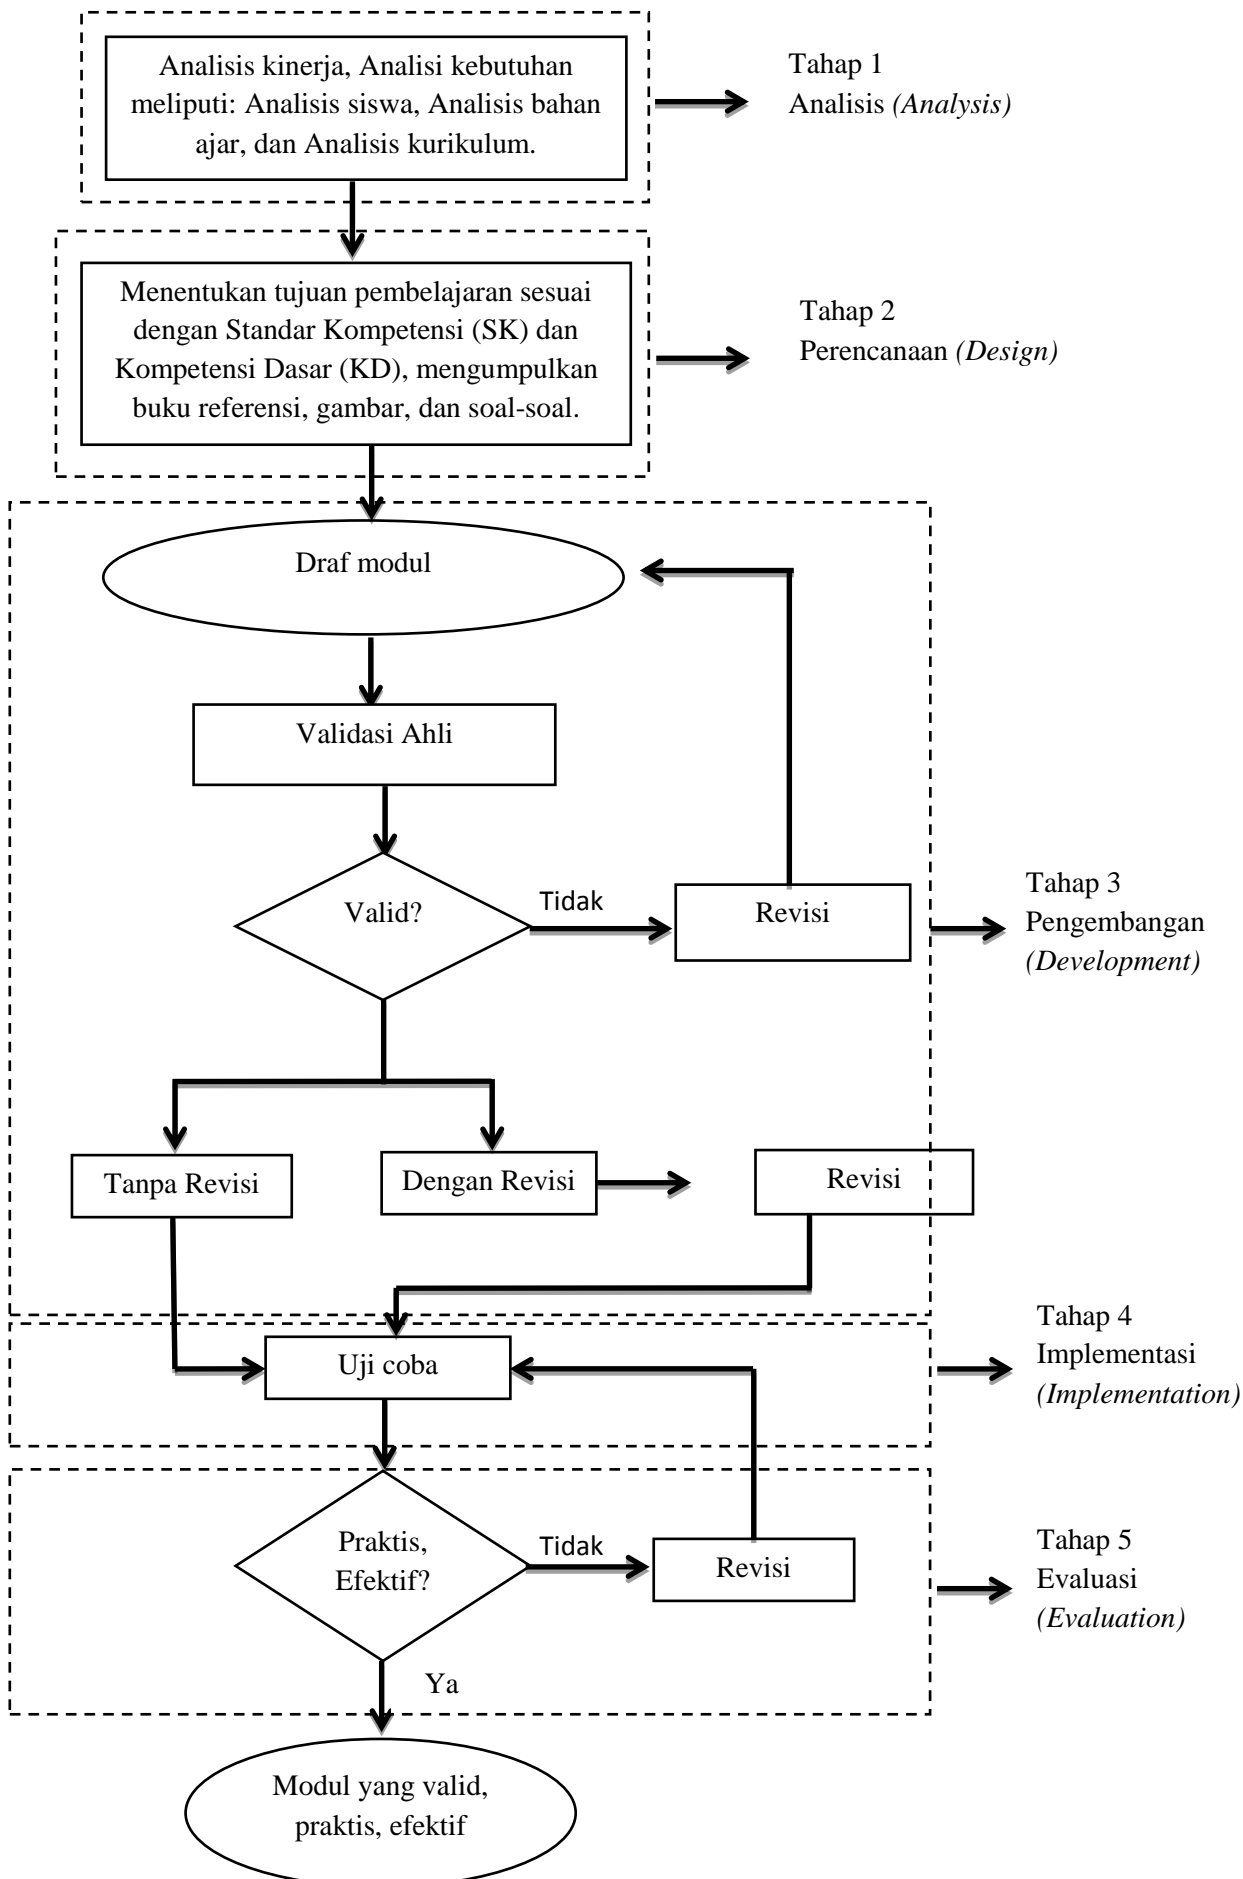 Analisis kinerja, Analisi kebutuhan
meliputi: Analisis siswa, Analisis bahan
ajar, dan Analisis kurikulum.
Tahap 1
Analisis (Analysis)
Menentukan tujuan pembelajaran sesuai
dengan Standar Kompetensi (SK) dan
Kompetensi Dasar (KD), mengumpulkan
buku referensi, gambar, dan soal-soal.
Tahap 2
Perencanaan (Design)
Draf modul
Validasi Ahli
Valid?
Tidak
Revisi
Tahap 3
Pengembangan
(Development)
Tanpa Revisi
Dengan Revisi
Revisi
Uji coba
Tahap 4
Implementasi
(Implementation)
Praktis,
Efektif?
Tidak
Revisi
Tahap 5
Evaluasi
(Evaluation)
Ya
Modul yang valid,
praktis, efektif